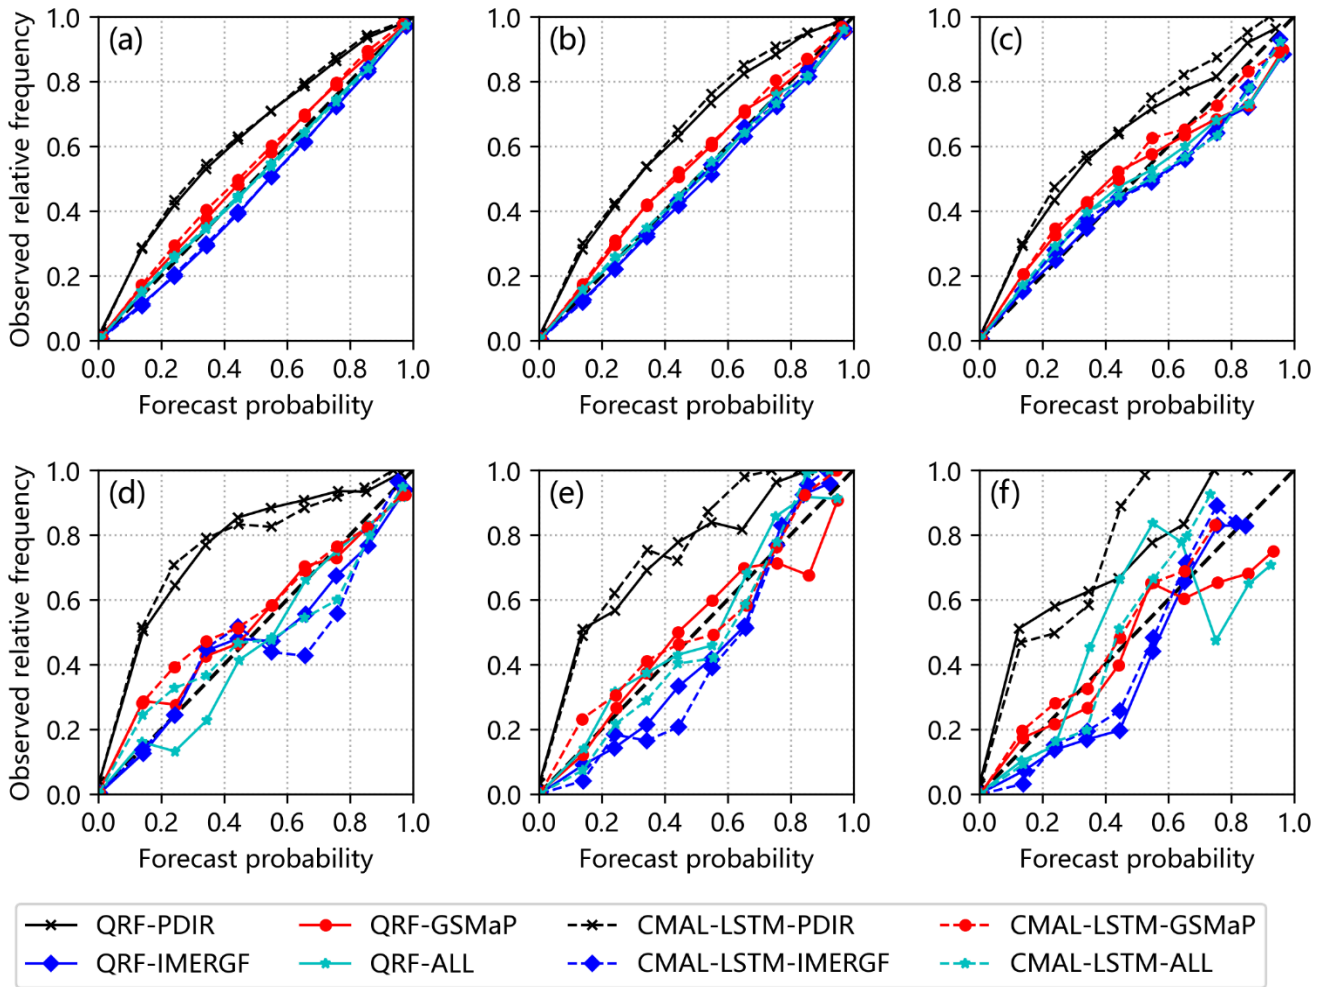 (a)
(b)
(c)
Observed relative frequency
1.0
0.8
0.6
0.4
0.2
0.0
0.0 0.2 0.4 0.6 0.8 1.0
Forecast probability
1.0
0.8
0.6
0.4
0.2
0.0
0.0 0.2 0.4 0.6 0.8 1.0
Forecast probability
1.0
0.8
0.6
0.4
0.2
0.0
0.0 0.2 0.4 0.6 0.8 1.0
Forecast probability
(d)
(e)
(f)
Observed relative frequency
1.0
0.8
0.6
0.4
0.2
0.0
0.0 0.2 0.4 0.6 0.8 1.0
Forecast probability
1.0
0.8
0.6
0.4
0.2
0.0
0.0 0.2 0.4 0.6 0.8 1.0
Forecast probability
1.0
0.8
0.6
0.4
0.2
0.0
0.0 0.2 0.4 0.6 0.8 1.0
Forecast probability
QRF-PDIR QRF-GSMaP CMAL-LSTM-PDIR CMAL-LSTM-GSMaP
QRF-IMERGF QRF-ALL CMAL-LSTM-IMERGF CMAL-LSTM-ALL